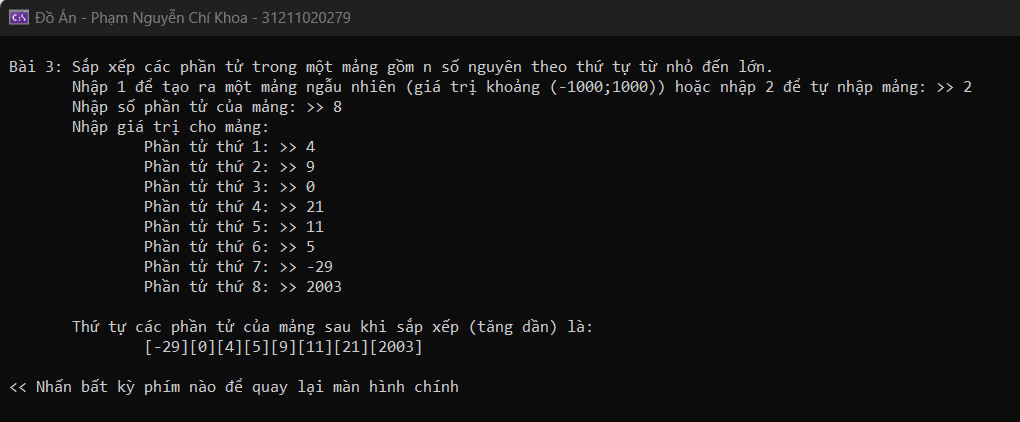 Đồ Án - Phạm Nguyễn Chí Khoa - 31211020279
Bài 3: Sắp xếp các phần tử trong một mảng gồm n số nguyên theo thứ tự từ nhỏ đến lớn.
Nhập 1 để tạo ra một mảng ngẫu nhiên (giá trị khoảng (-1000;1000)) hoặc nhập 2 để tự nhập mảng: >> 2
Nhập số phần tử của mảng: >> 8
Nhập giá trị cho mảng:
Phần tử thứ 1: >> 4
Phần tử thứ 2: >> 9
Phần tử thứ 3: >> 0
Phần tử thứ 4: >> 21
Phần tử thứ 5: >> 11
Phần tử thứ 6: >> 5
Phần tử thứ 7: >> -29
Phần tử thứ 8: >> 2003
Thứ tự các phần tử của mảng sau khi sắp xếp (tăng dần) là:
[-29][0][4][5][9][11][21][2003]
<< Nhấn bất kỳ phím nào để quay lại màn hình chính